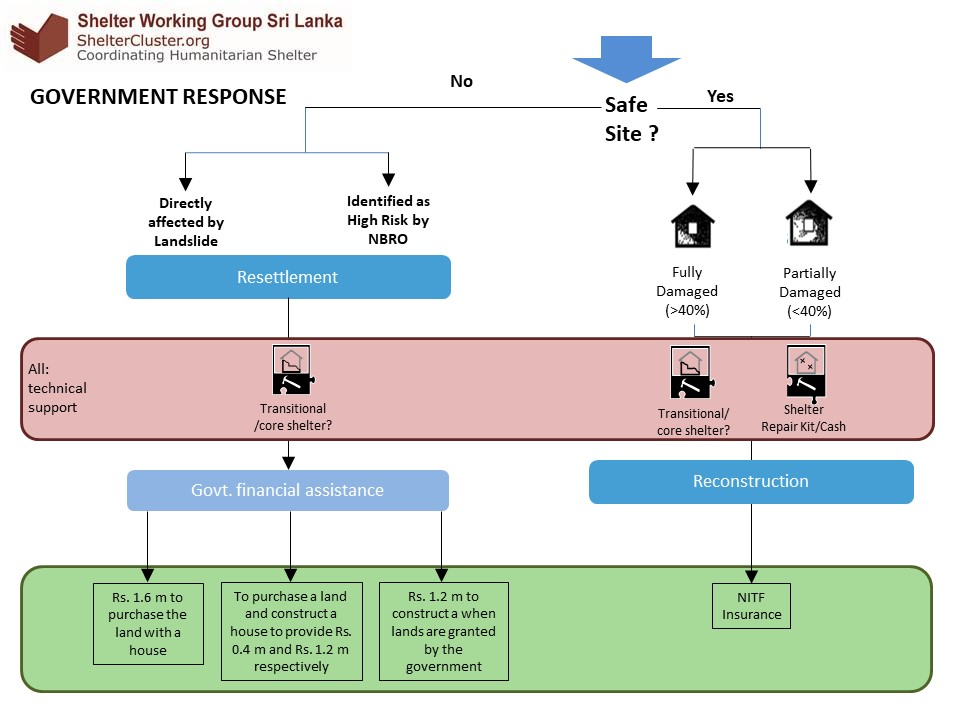 Shelter Working Group Sri Lanka
ShelterCluster.org
Coordinating Humanitarian Shelter
GOVERNMENT RESPONSE
No
Safe
Site ?
Yes
Directly
affected by
Landslide
Identified as
High Risk by
NBRO
Resettlement
Fully
Damaged
(>40%)
Partially
Damaged
(<40%)
All:
technical
support
Transitional
/core shelter?
Transitional/
core shelter?
Shelter
Repair Kit/Cash
Govt. financial assistance
Reconstruction
Rs. 1.6 m to
purchase the
land with a
house
To purchase a land
and construct a
house to provide Rs.
0.4 m and Rs. 1.2 m
respectively
Rs. 1.2 m to
construct a when
lands are granted
by the
government
NITF
Insurance